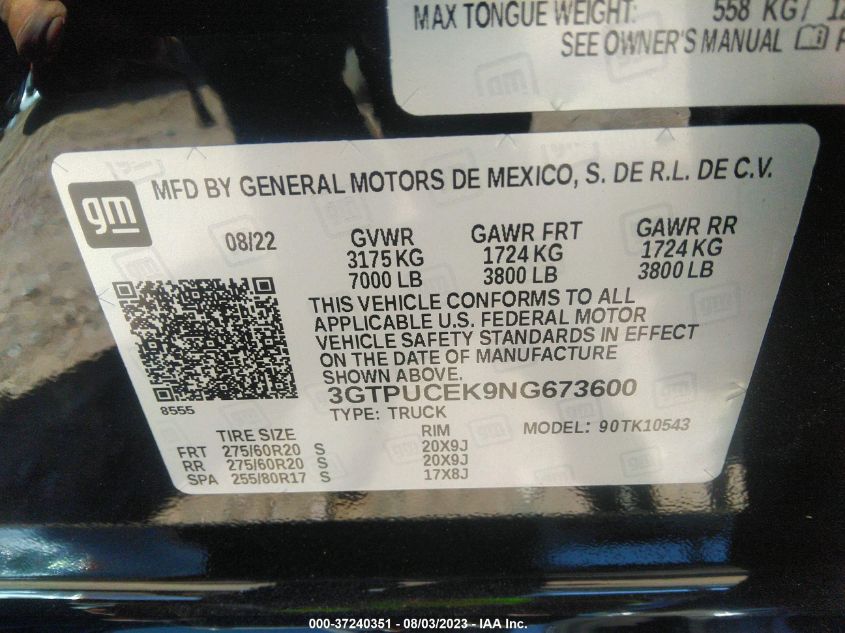 MAX TONGUE WEIGHT: 558 KG/
SEE OWNER'S MANUAL
gm
MFD BY GENERAL MOTORS DE MEXICO, S. DE R.L. DE C.V.
08/22 GVWR GAWR FRT GAWR RR
3175 KG 1724 KG 1724 KG
7000 LB 3800 LB 3800 LB
THIS VEHICLE CONFORMS TO ALL
APPLICABLE U.S. FEDERAL MOTOR
VEHICLE SAFETY STANDARDS IN EFFECT
ON THE DATE OF MANUFACTURE
SHOWN ABOVE.
8555
3GTPUCEK9NG673600
TYPE: TRUCK MODEL: 90TK10543
TIRE SIZE RIM
FRT 275/60R20 S 20X9J
RR 275/60R20 S 20X9J
SPA 255/80R17 S 17X8J
000-37240351 - 08/03/2023 - IAA Inc.